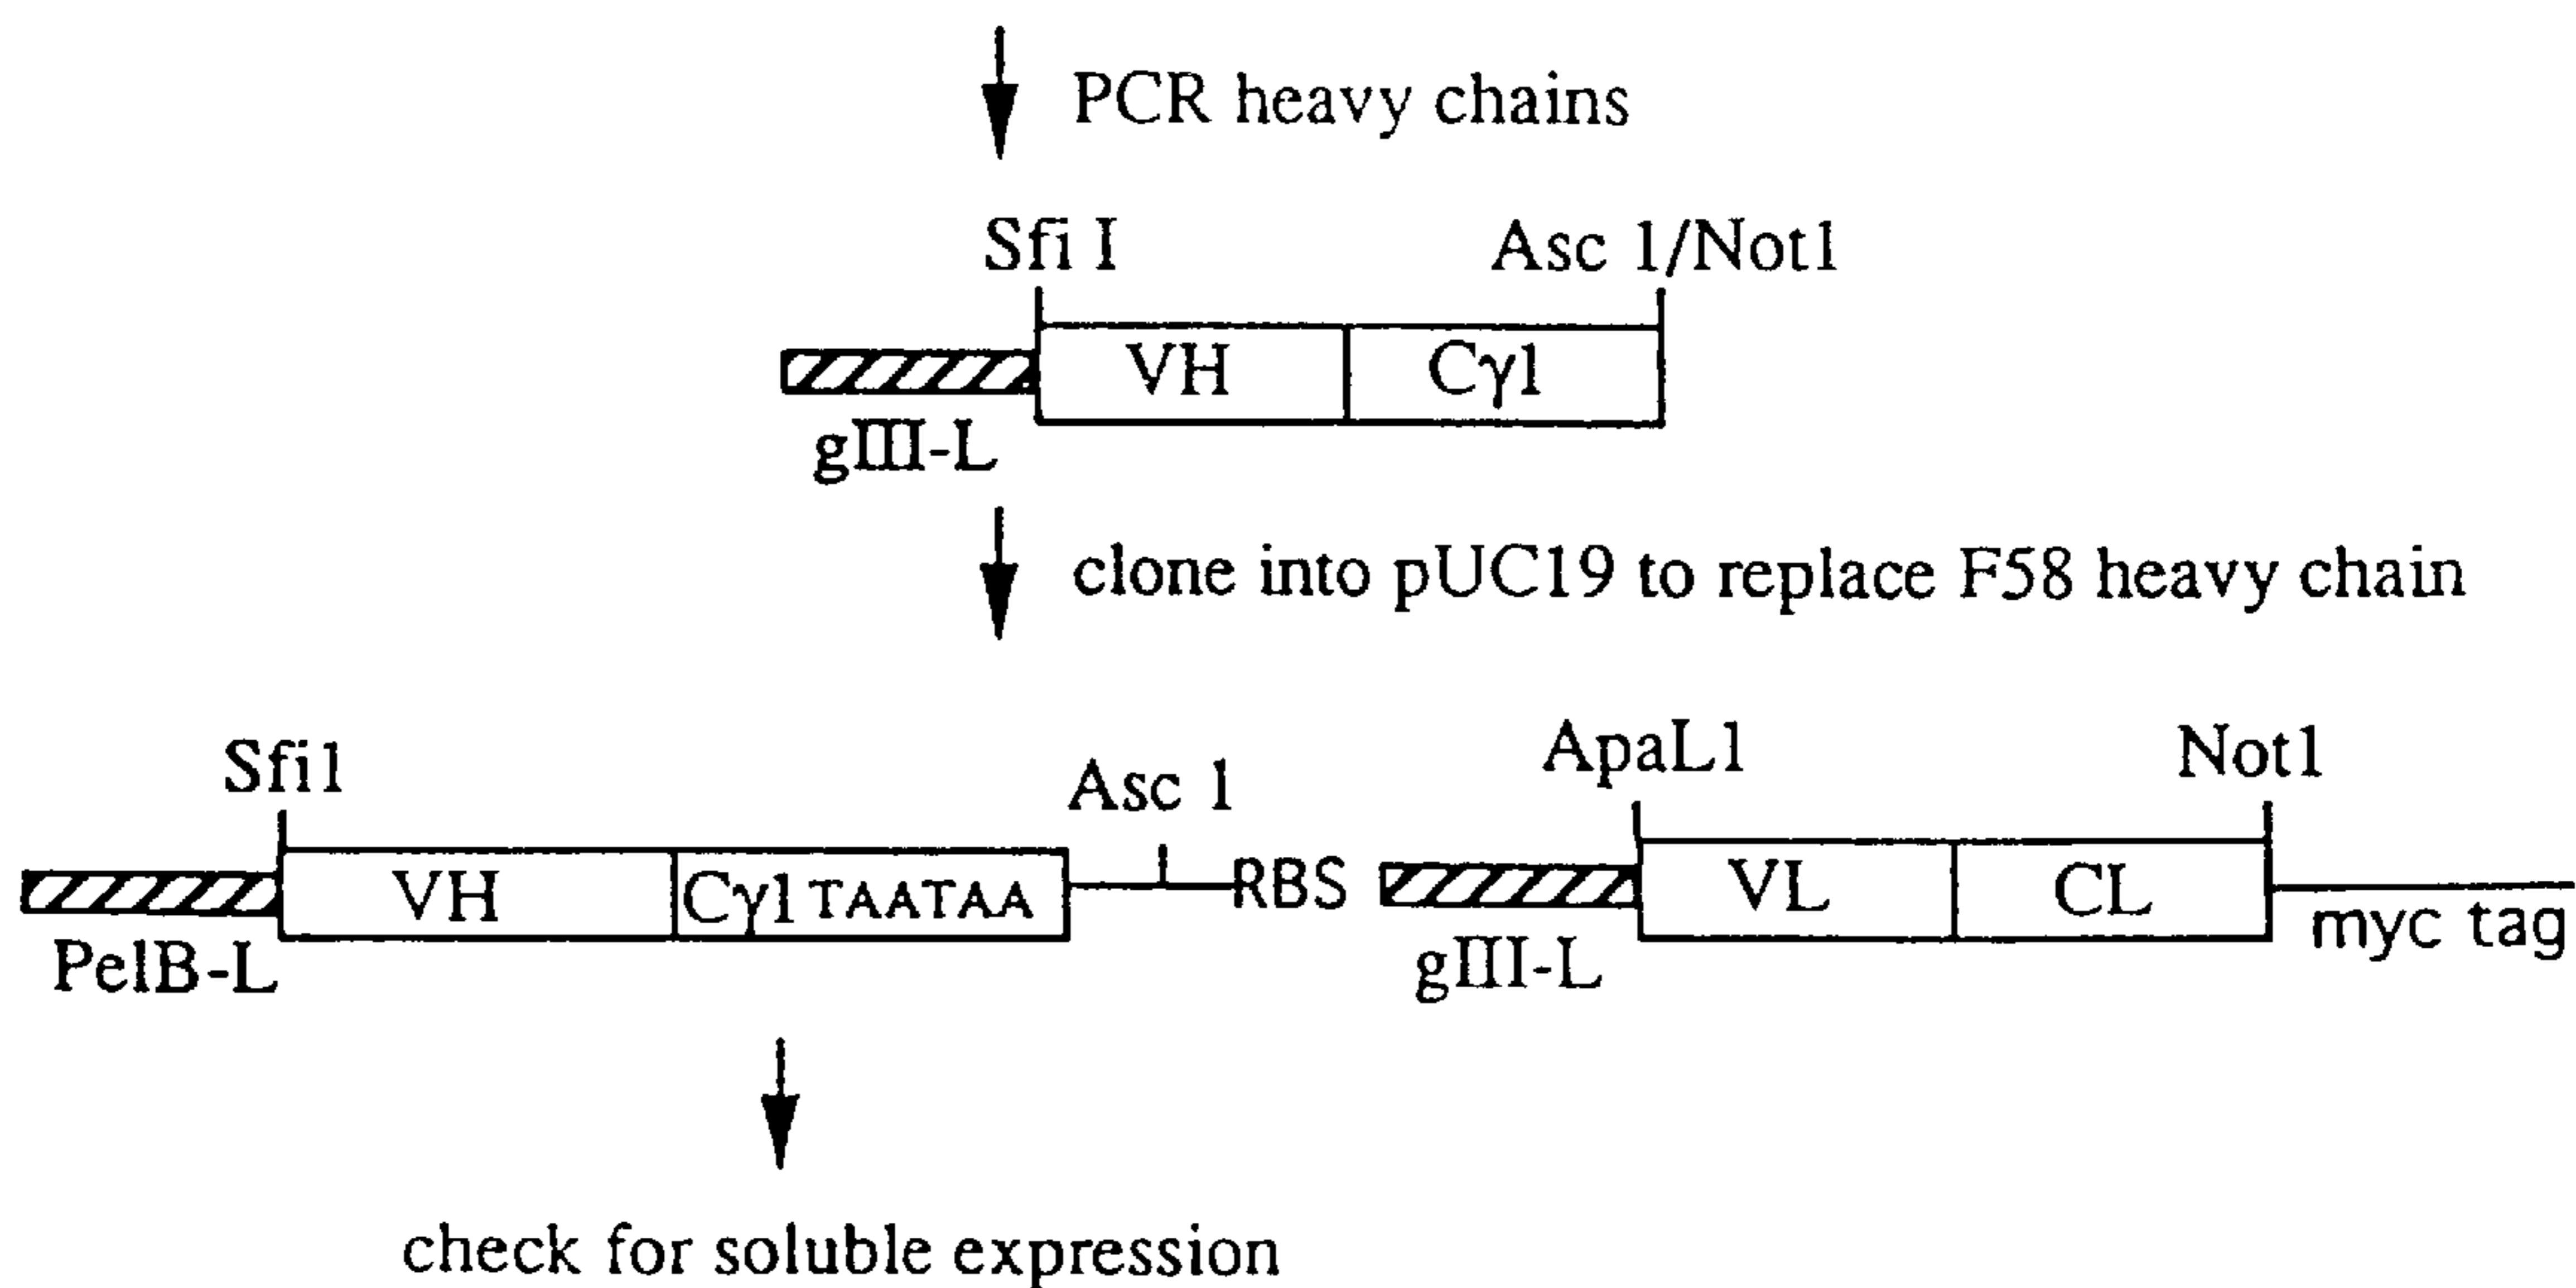 PCR heavy chains
Sfi I Asc 1/Not1
VH Cγ1
gIII-L
clone into pUC19 to replace F58 heavy chain
Sfi1 Asc 1 ApaL1 Not1
VH Cγ1 TAATAA RBS VL CL
PelB-L gIII-L myc tag
check for soluble expression